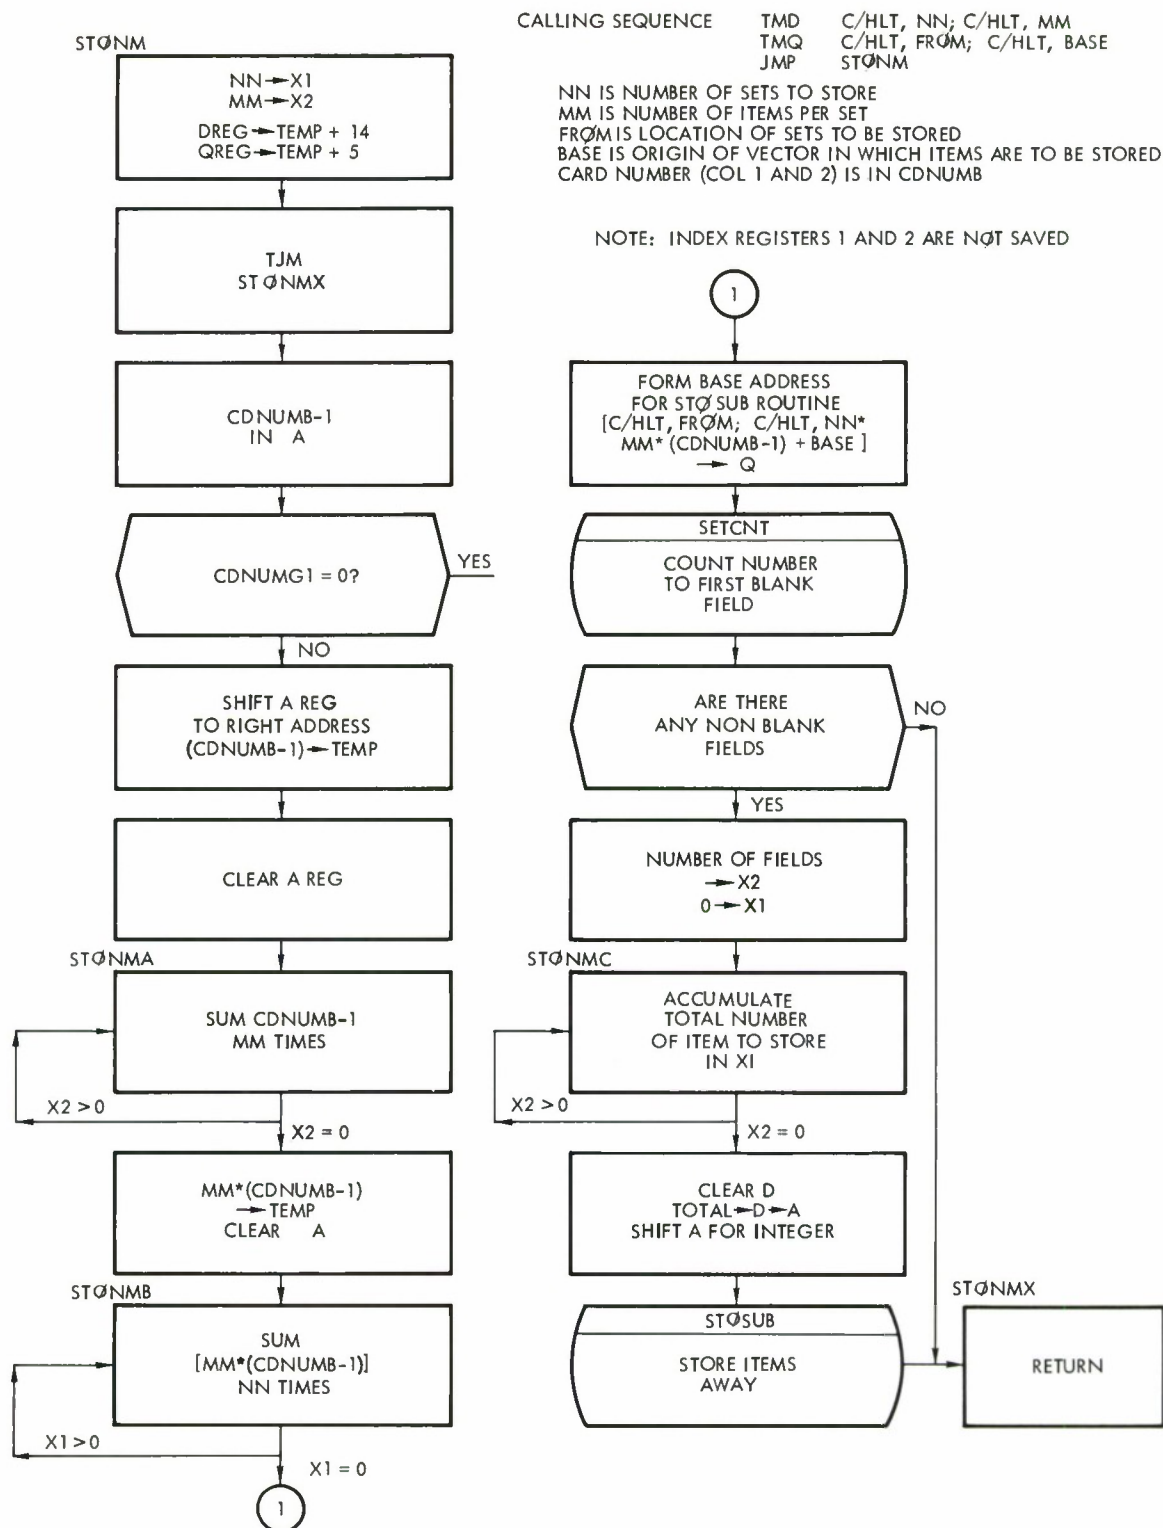 CALLING SEQUENCE TMD C/HLT, NN; C/HLT, MM
TMQ C/HLT, FRØM; C/HLT, BASE
JMP STØNM
NN IS NUMBER OF SETS TO STORE
MM IS NUMBER OF ITEMS PER SET
FRØM IS LOCATION OF SETS TO BE STORED
BASE IS ORIGIN OF VECTOR IN WHICH ITEMS ARE TO BE STORED
CARD NUMBER (COL 1 AND 2) IS IN CDNUMB
NOTE: INDEX REGISTERS 1 AND 2 ARE NØT SAVED
STØNM
NN→X1
MM→X2
DREG→TEMP + 14
QREG→TEMP + 5
TJM
STØNMX
CDNUMB-1
IN A
CDNUMG1 = 0?
YES
NO
SHIFT A REG
TO RIGHT ADDRESS
(CDNUMB-1)→TEMP
CLEAR A REG
STØNMA
SUM CDNUMB-1
MM TIMES
X2 > 0
X2 = 0
MM*(CDNUMB-1)
→TEMP
CLEAR A
STØNMB
SUM
[MM*(CDNUMB-1)]
NN TIMES
X1 > 0
X1 = 0
1
1
FORM BASE ADDRESS
FOR STØSUB ROUTINE
[C/HLT, FRØM; C/HLT, NN*
MM* (CDNUMB-1) + BASE ]
→ Q
SETCNT
COUNT NUMBER
TO FIRST BLANK
FIELD
ARE THERE
ANY NON BLANK
FIELDS
NO
YES
NUMBER OF FIELDS
→X2
0→X1
STØNMC
ACCUMULATE
TOTAL NUMBER
OF ITEM TO STORE
IN XI
X2 > 0
X2 = 0
CLEAR D
TOTAL→D→A
SHIFT A FOR INTEGER
STØSUB
STORE ITEMS
AWAY
STØNMX
RETURN